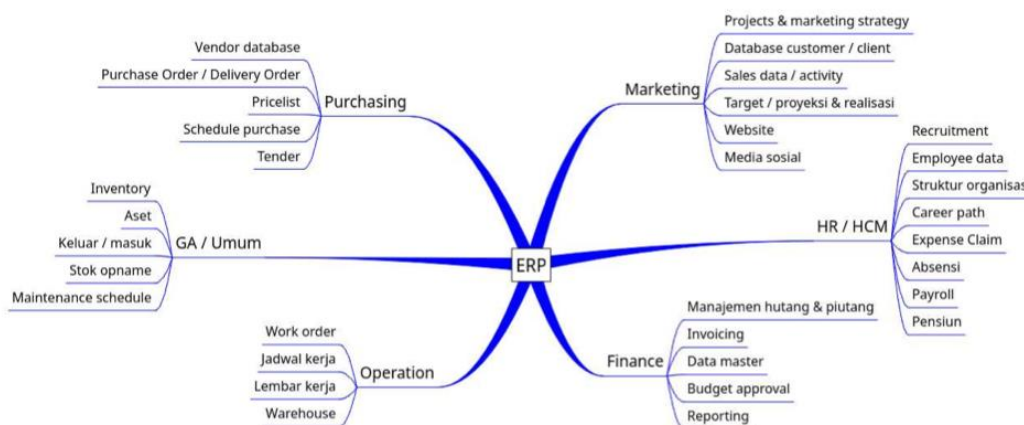 ERP
Purchasing
Vendor database
Purchase Order / Delivery Order
Pricelist
Schedule purchase
Tender
GA / Umum
Inventory
Aset
Keluar / masuk
Stok opname
Maintenance schedule
Operation
Work order
Jadwal kerja
Lembar kerja
Warehouse
Marketing
Projects & marketing strategy
Database customer / client
Sales data / activity
Target / proyeksi & realisasi
Website
Media sosial
HR / HCM
Recruitment
Employee data
Struktur organisas
Career path
Expense Claim
Absensi
Payroll
Pensiun
Finance
Manajemen hutang & piutang
Invoicing
Data master
Budget approval
Reporting